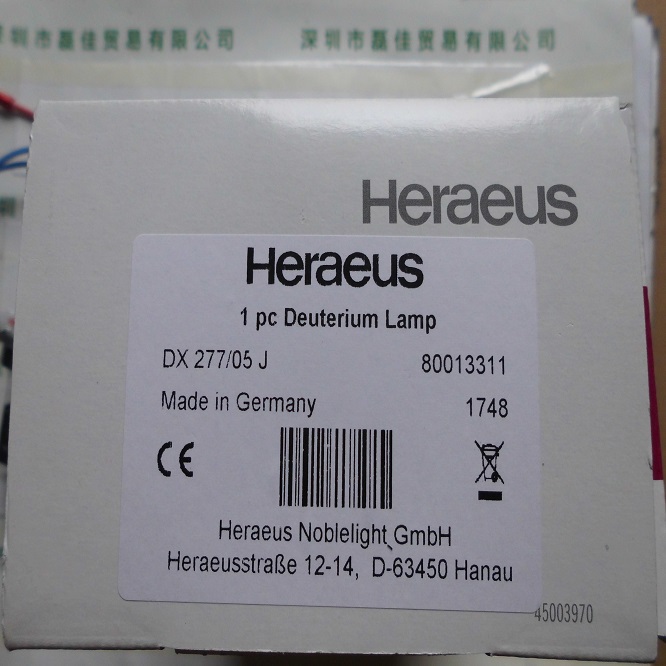 深圳市磊佳贸易有限公司 深圳市磊佳贸易有限公司
Heraeus
Heraeus
1 pc Deuterium Lamp
DX 277/05 J 80013311
Made in Germany 1748
CE
Heraeus Noblelight GmbH
Heraeusstraße 12-14, D-63450 Hanau
45003970